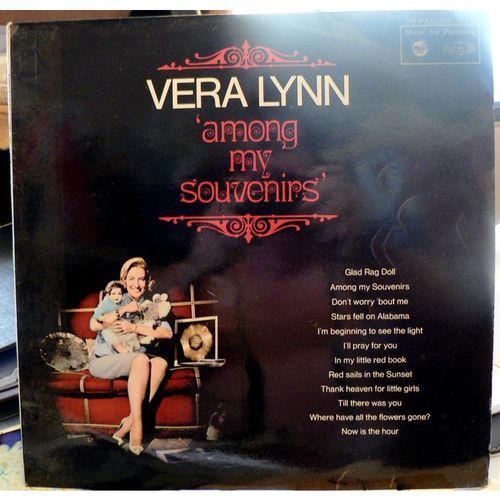 Music for Pleasure
VERA LYNN
'among
my
souvenirs'
Glad Rag Doll
Among my Souvenirs
Don't worry 'bout me
Stars fell on Alabama
I'm beginning to see the light
I'll pray for you
In my little red book
Red sails in the Sunset
Thank heaven for little girls
Till there was you
Where have all the flowers gone?
Now is the hour